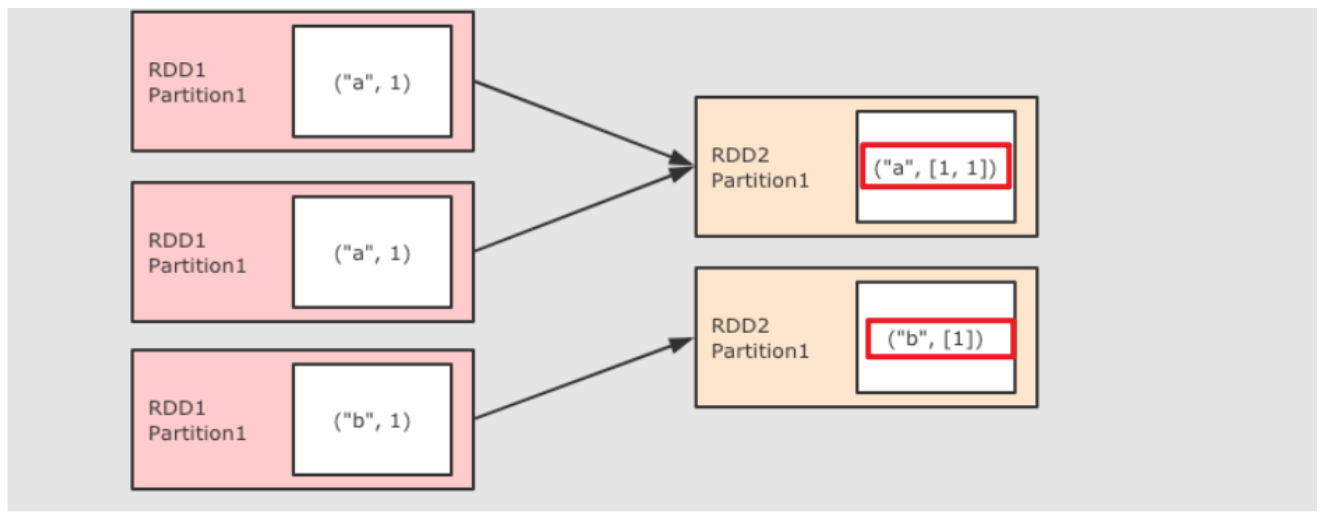 RDD1
Partition1
("a", 1)
RDD1
Partition1
("a", 1)
RDD1
Partition1
("b", 1)
RDD2
Partition1
("a", [1, 1])
RDD2
Partition1
("b", [1])